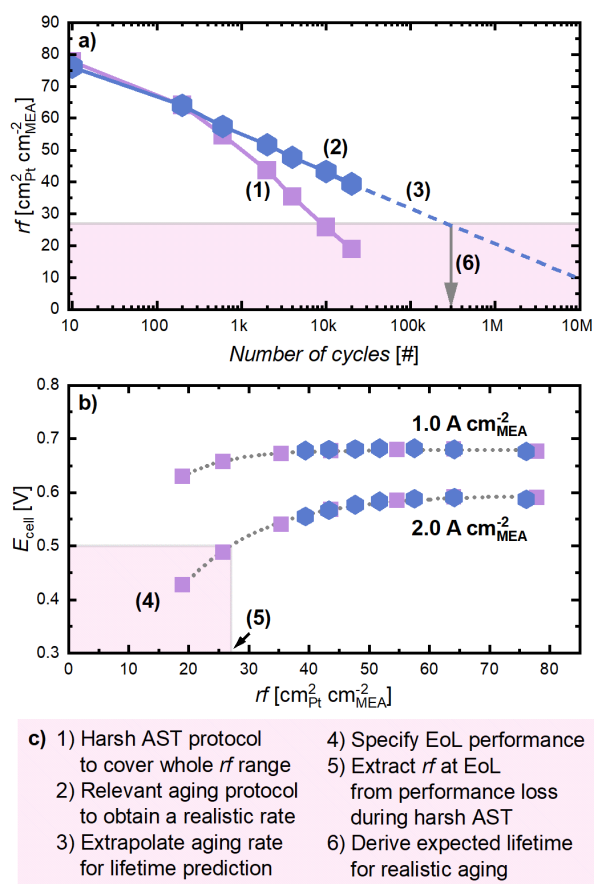 a)
90
80
70
60
50
40
30
20
10
0
rf [cm²Pt cm⁻²MEA]
(1)
(2)
(3)
(6)
10
100
1k
10k
100k
1M
10M
Number of cycles [#]
b)
0.8
0.7
0.6
0.5
0.4
0.3
Ecell [V]
1.0 A cm⁻²MEA
2.0 A cm⁻²MEA
(4)
(5)
0
10
20
30
40
50
60
70
80
rf [cm²Pt cm⁻²MEA]
c) 1) Harsh AST protocol
to cover whole rf range
2) Relevant aging protocol
to obtain a realistic rate
3) Extrapolate aging rate
for lifetime prediction
4) Specify EoL performance
5) Extract rf at EoL
from performance loss
during harsh AST
6) Derive expected lifetime
for realistic aging